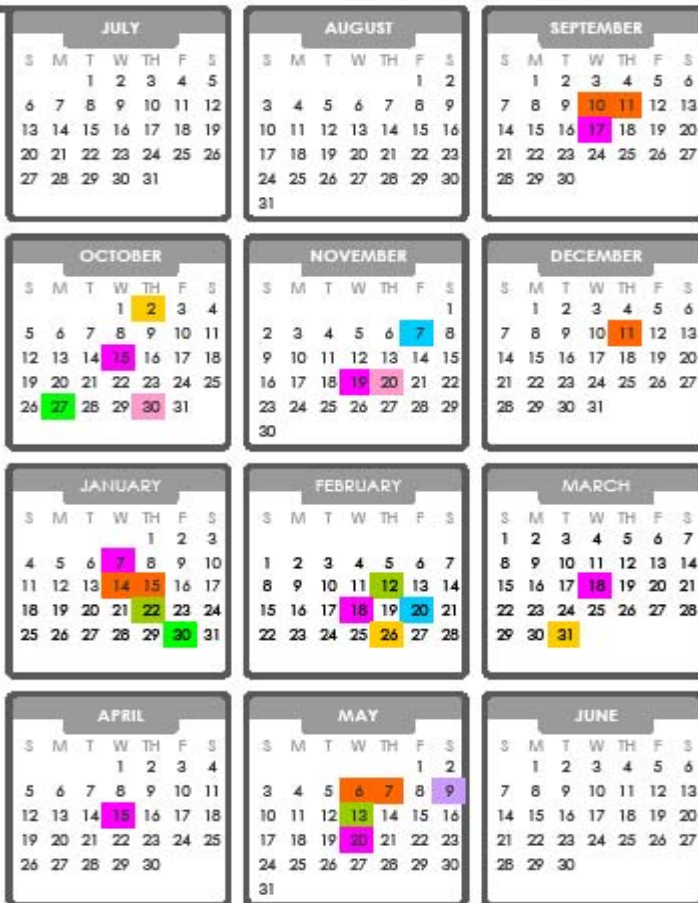 JULY
S M T W TH F S
1 2 3 4 5
6 7 8 9 10 11 12
13 14 15 16 17 18 19
20 21 22 23 24 25 26
27 28 29 30 31
AUGUST
S M T W TH F S
1 2
3 4 5 6 7 8 9
10 11 12 13 14 15 16
17 18 19 20 21 22 23
24 25 26 27 28 29 30
31
SEPTEMBER
S M T W TH F S
1 2 3 4 5 6
7 8 9 10 11 12 13
14 15 16 17 18 19 20
21 22 23 24 25 26 27
28 29 30
OCTOBER
S M T W TH F S
1 2 3 4
5 6 7 8 9 10 11
12 13 14 15 16 17 18
19 20 21 22 23 24 25
26 27 28 29 30 31
NOVEMBER
S M T W TH F S
1
2 3 4 5 6 7 8
9 10 11 12 13 14 15
16 17 18 19 20 21 22
23 24 25 26 27 28 29
30
DECEMBER
S M T W TH F S
1 2 3 4 5 6
7 8 9 10 11 12 13
14 15 16 17 18 19 20
21 22 23 24 25 26 27
28 29 30 31
JANUARY
S M T W TH F S
1 2 3
4 5 6 7 8 9 10
11 12 13 14 15 16 17
18 19 20 21 22 23 24
25 26 27 28 29 30 31
FEBRUARY
S M T W TH F S
1 2 3 4 5 6 7
8 9 10 11 12 13 14
15 16 17 18 19 20 21
22 23 24 25 26 27 28
MARCH
S M T W TH F S
1 2 3 4 5 6 7
8 9 10 11 12 13 14
15 16 17 18 19 20 21
22 23 24 25 26 27 28
29 30 31
APRIL
S M T W TH F S
1 2 3 4
5 6 7 8 9 10 11
12 13 14 15 16 17 18
19 20 21 22 23 24 25
26 27 28 29 30
MAY
S M T W TH F S
1 2
3 4 5 6 7 8 9
10 11 12 13 14 15 16
17 18 19 20 21 22 23
24 25 26 27 28 29 30
31
JUNE
S M T W TH F S
1 2 3 4 5 6
7 8 9 10 11 12 13
14 15 16 17 18 19 20
21 22 23 24 25 26 27
28 29 30